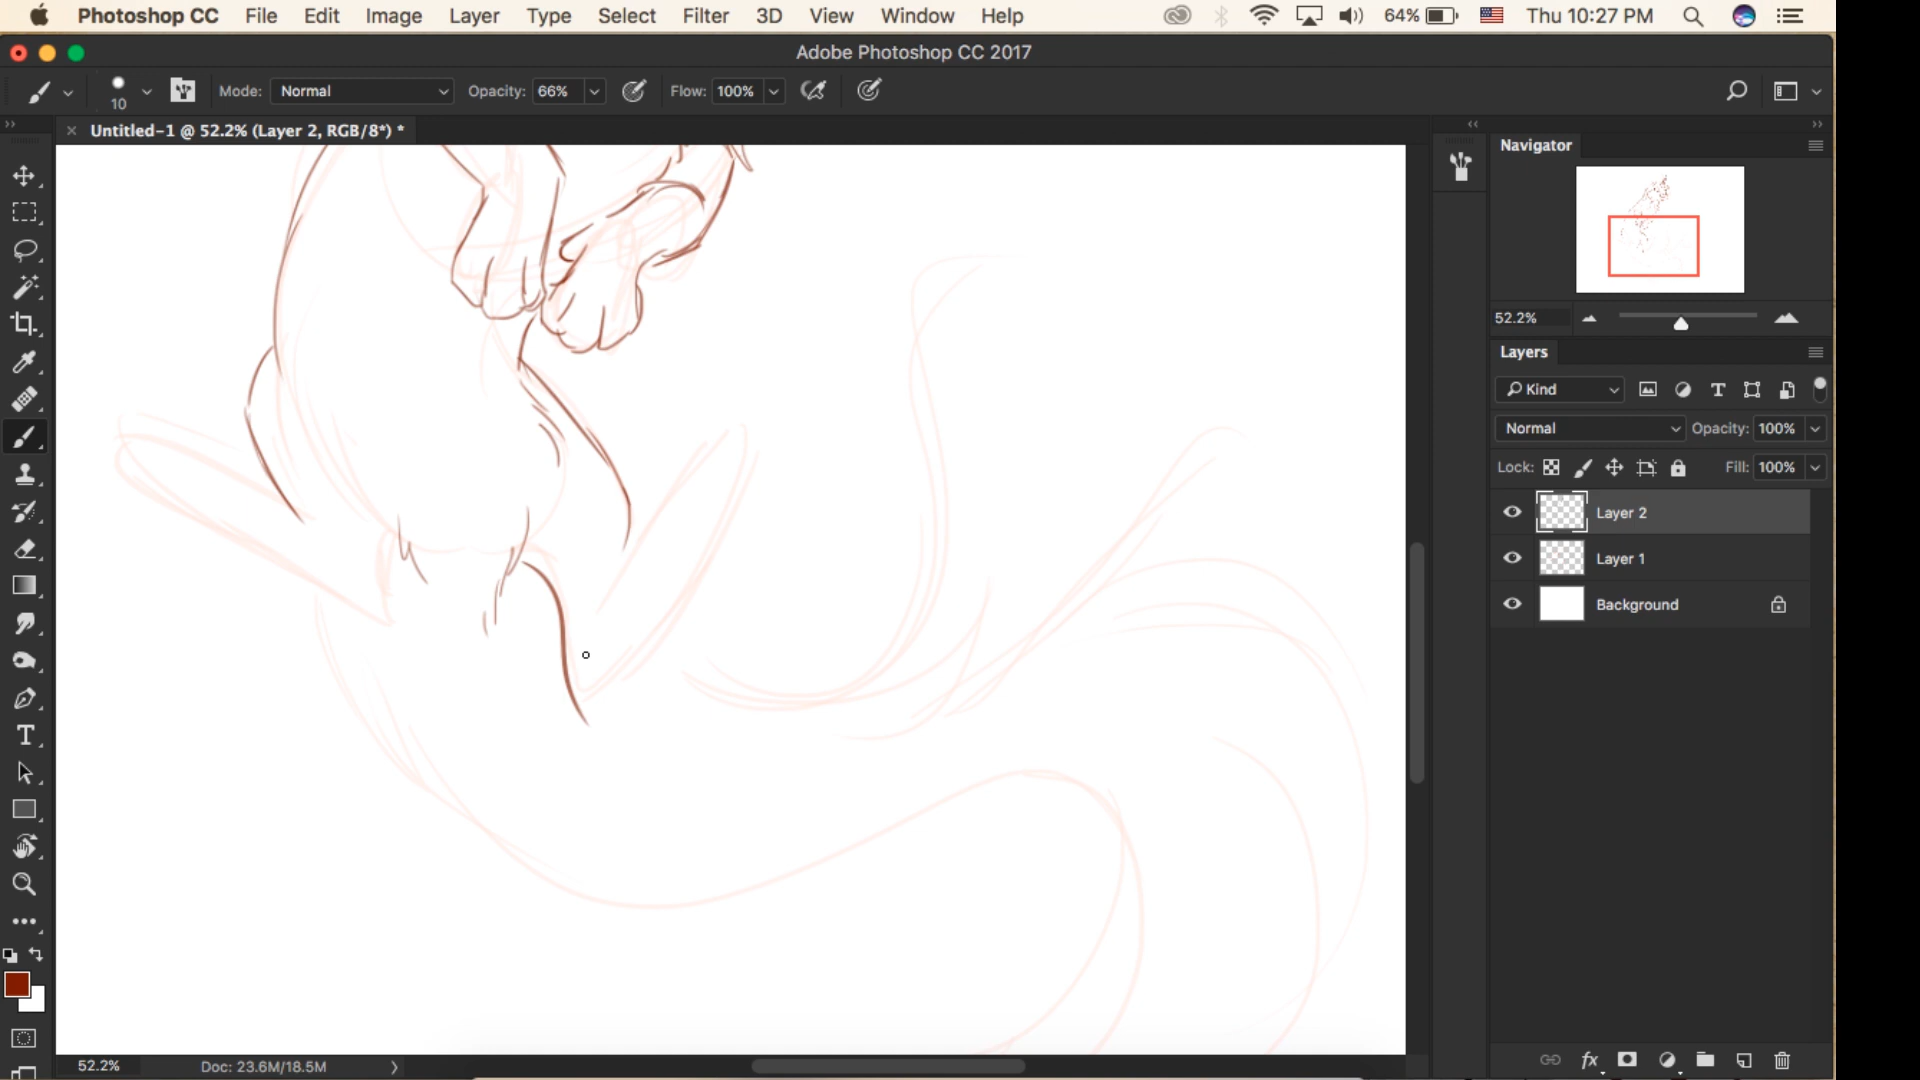 Photoshop CC File Edit Image Layer Type Select Filter 3D View Window Help 64% Thu 10:27 PM
Adobe Photoshop CC 2017
10 Mode: Normal Opacity: 66% Flow: 100%
Untitled-1 @ 52.2% (Layer 2, RGB/8*) *
Navigator
52.2%
Layers
Kind
Normal Opacity: 100%
Lock: Fill: 100%
Layer 2
Layer 1
Background
52.2% Doc: 23.6M/18.5M
fx